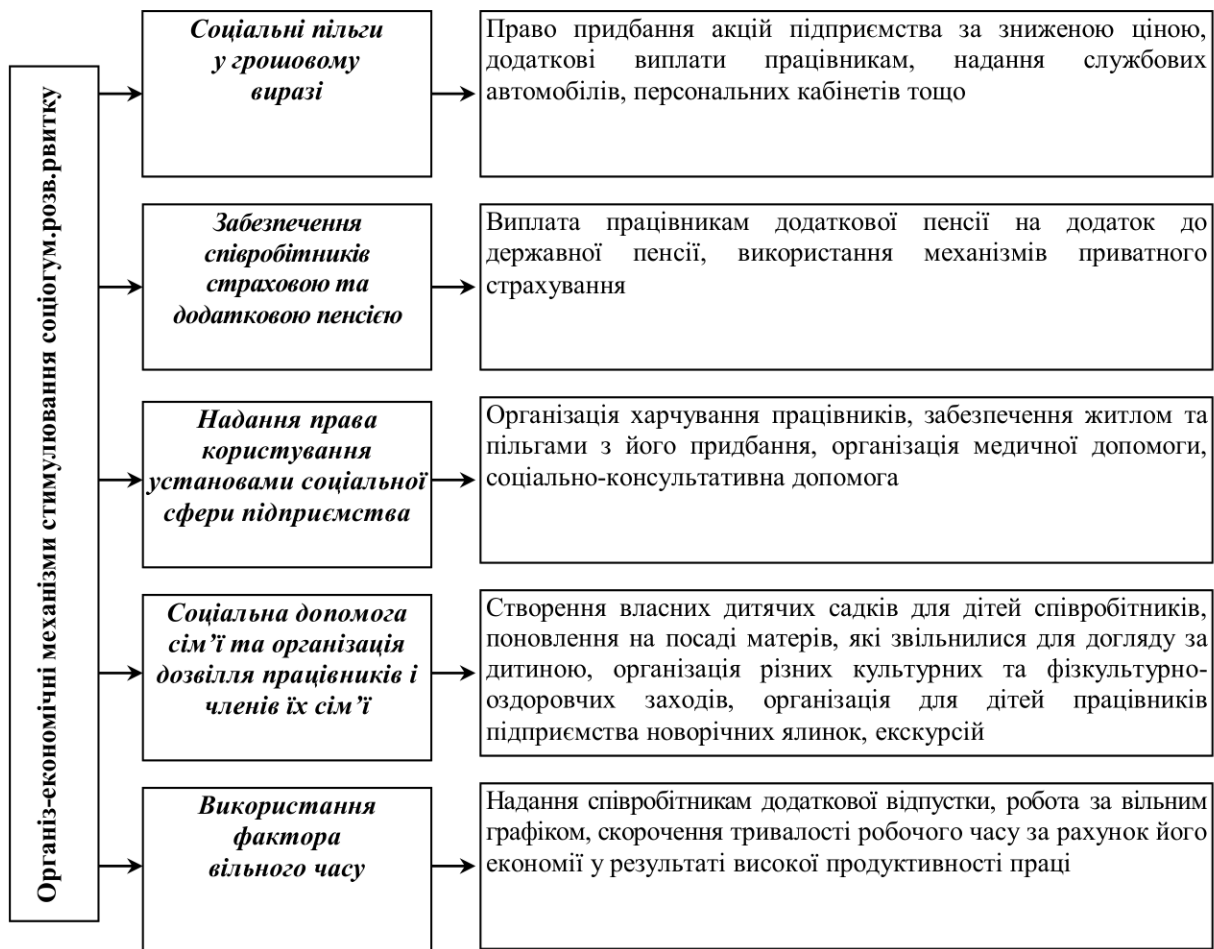 Організ-економічні механізми стимулювання соціогум.розв.рвитку
Соціальні пільги
у грошовому
виразі
Право придбання акцій підприємства за зниженою ціною,
додаткові виплати працівникам, надання службових
автомобілів, персональних кабінетів тощо
Забезпечення
співробітників
страховою та
додатковою пенсією
Виплата працівникам додаткової пенсії на додаток до
державної пенсії, використання механізмів приватного
страхування
Надання права
користування
установами соціальної
сфери підприємства
Організація харчування працівників, забезпечення житлом та
пільгами з його придбання, організація медичної допомоги,
соціально-консультативна допомога
Соціальна допомога
сім’ї та організація
дозвілля працівників і
членів їх сім’ї
Створення власних дитячих садків для дітей співробітників,
поновлення на посаді матерів, які звільнилися для догляду за
дитиною, організація різних культурних та фізкультурно-
оздоровчих заходів, організація для дітей працівників
підприємства новорічних ялинок, екскурсій
Використання
фактора
вільного часу
Надання співробітникам додаткової відпустки, робота за вільним
графіком, скорочення тривалості робочого часу за рахунок його
економії у результаті високої продуктивності праці